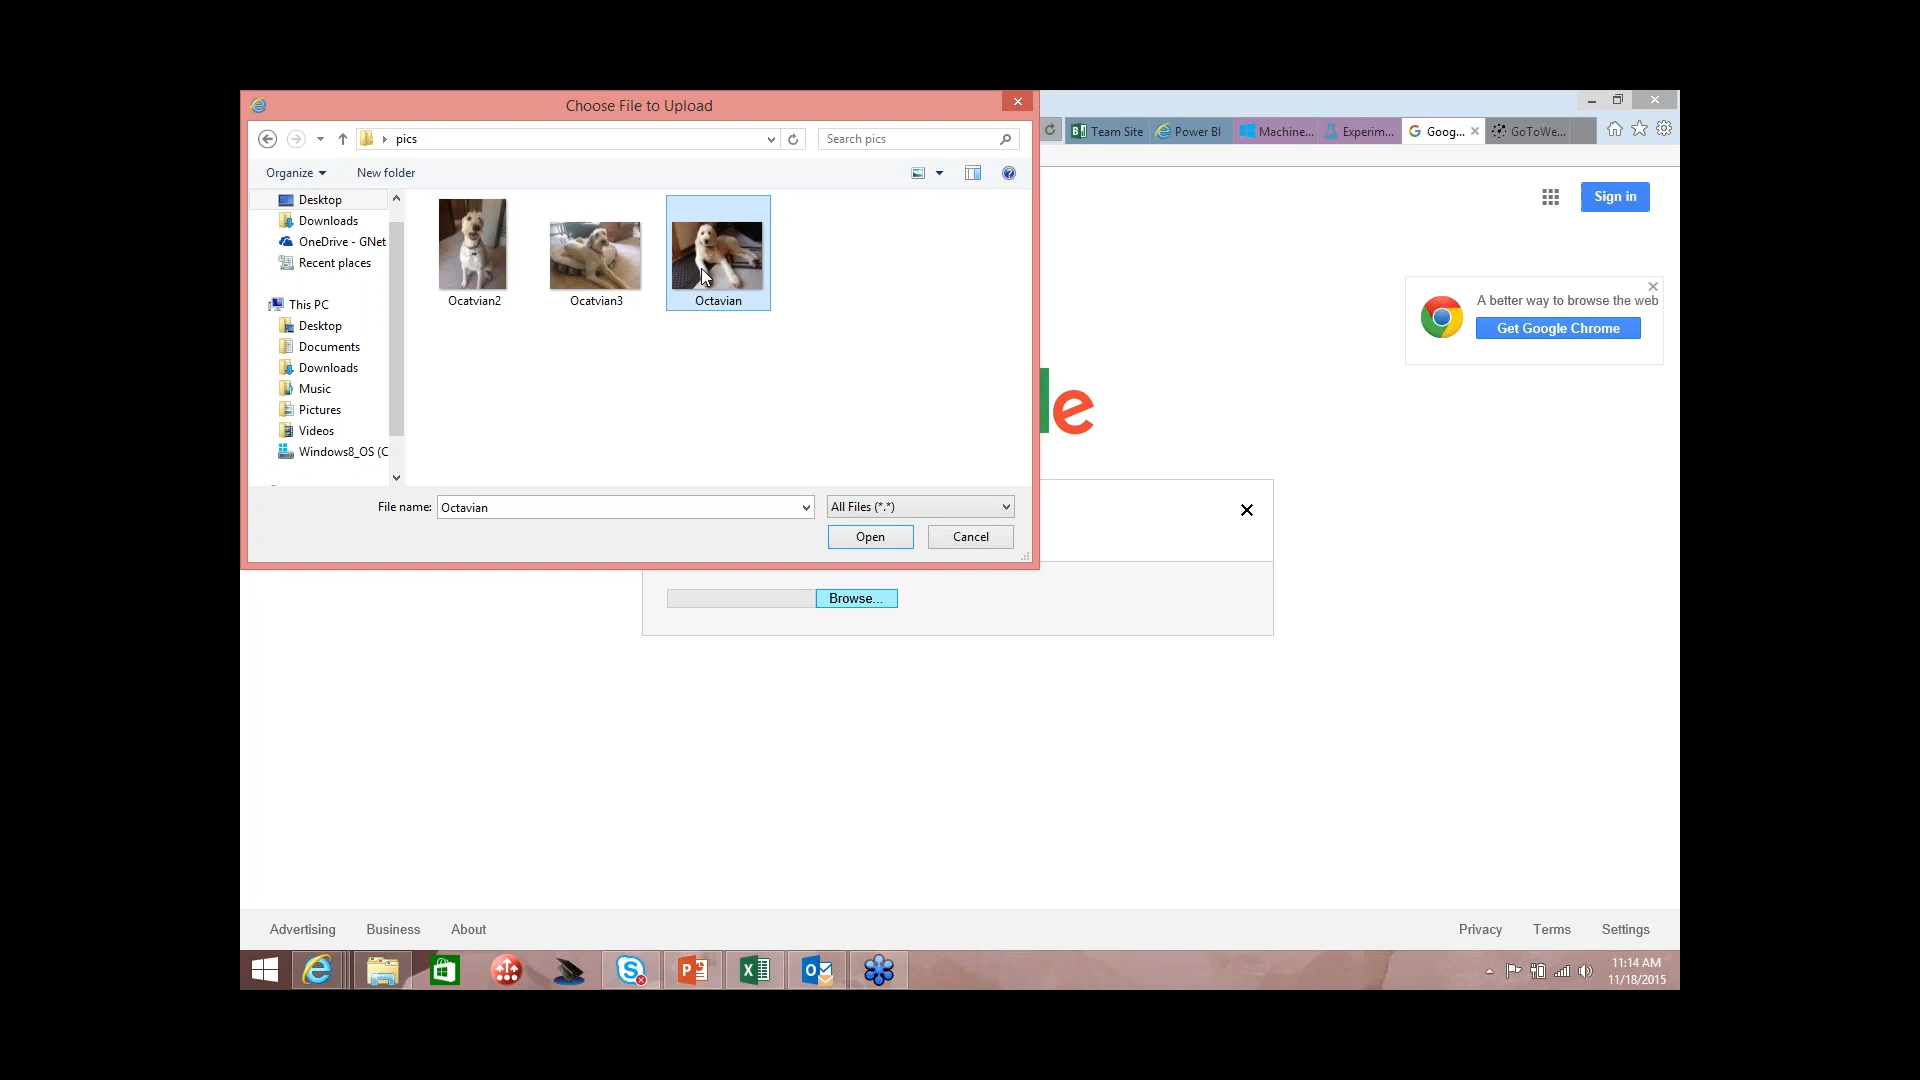 Choose File to Upload
pics
Search pics
Organize
New folder
Desktop
Downloads
OneDrive - GNet
Recent places
This PC
Desktop
Documents
Downloads
Music
Pictures
Videos
Windows8_OS (C
Ocatvian2
Ocatvian3
Octavian
File name:
Octavian
All Files (*.*)
Open
Cancel
Team Site
Power BI
Machine...
Experim...
Goog...
GoToWe...
Sign in
A better way to browse the web
Get Google Chrome
le
Browse...
Advertising
Business
About
Privacy
Terms
Settings
11:14 AM
11/18/2015